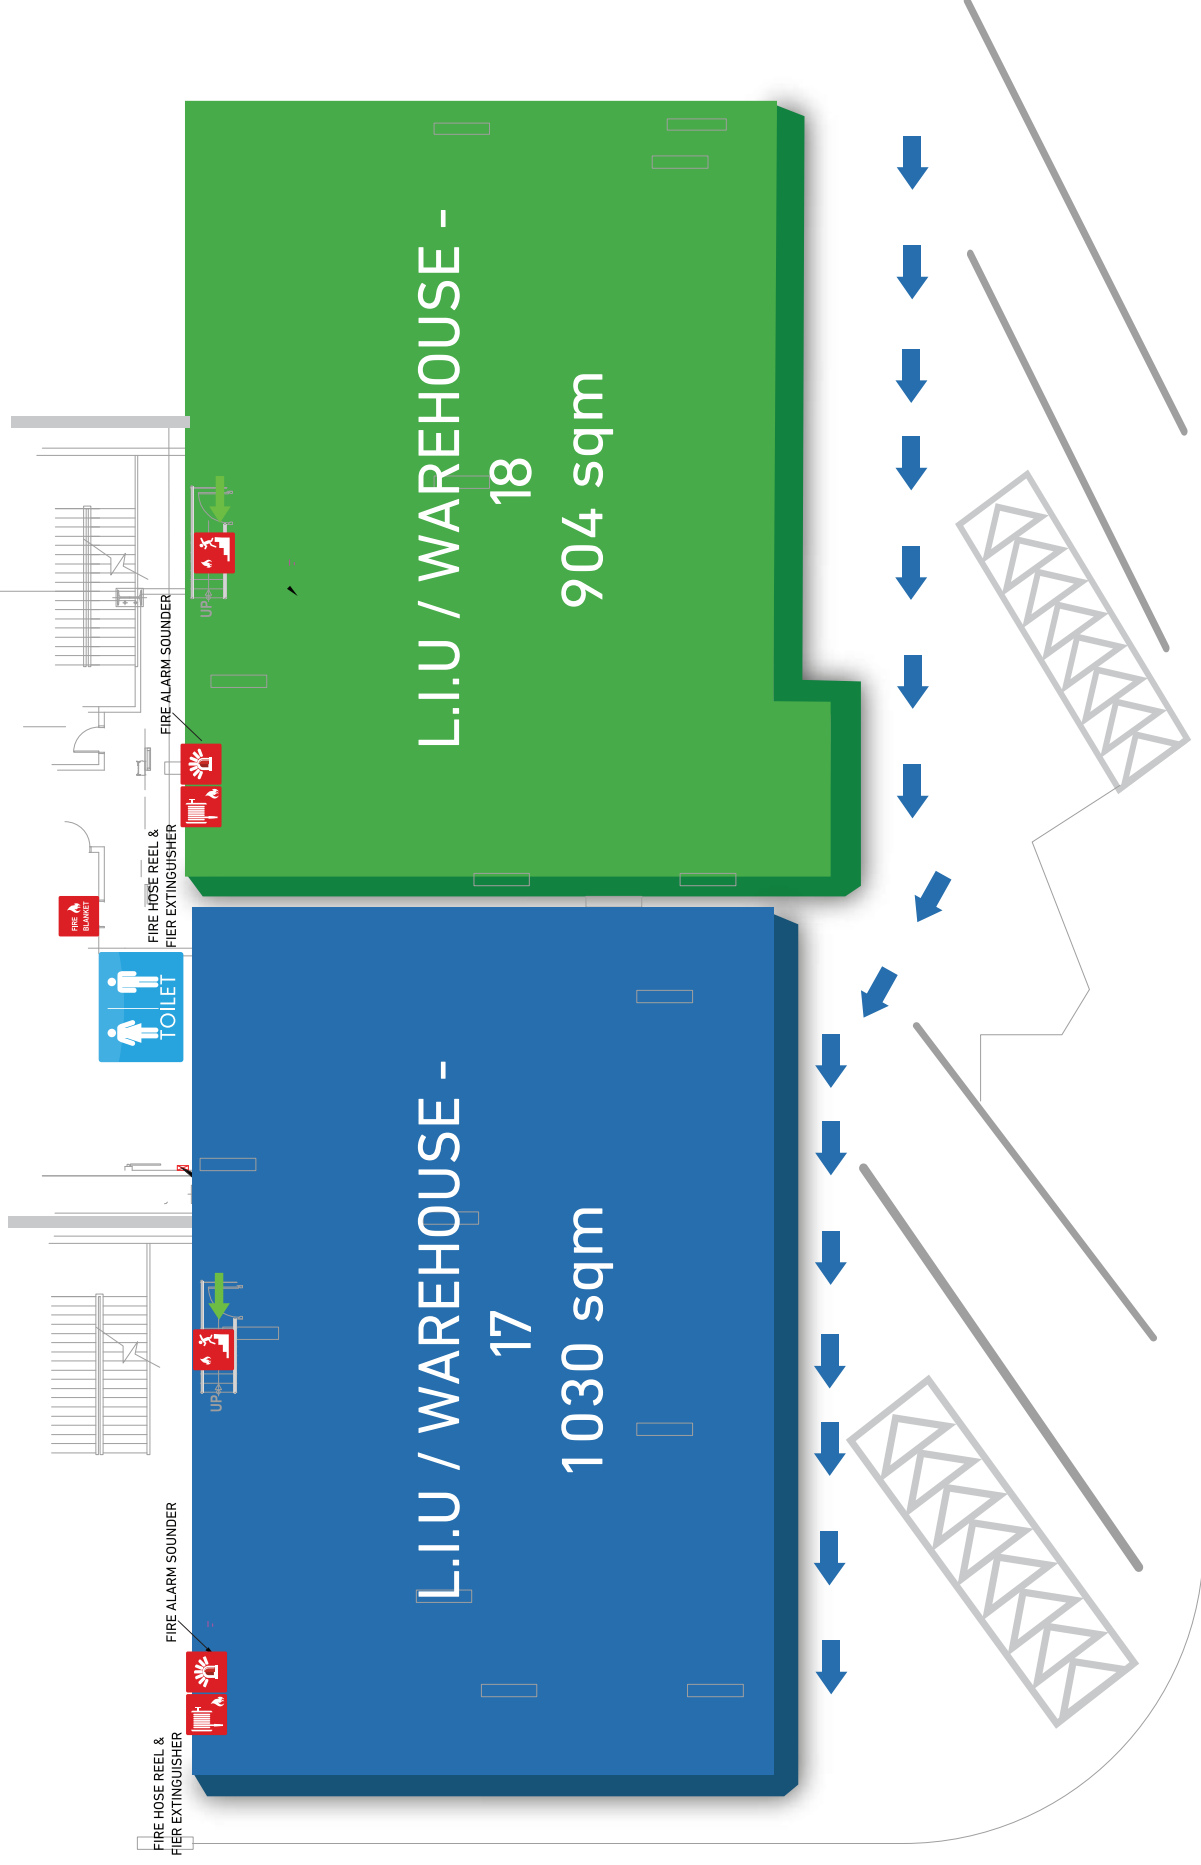 L.I.U / WAREHOUSE -
18
904 sqm
UP
FIRE ALARM SOUNDER
FIRE HOSE REEL &
FIER EXTINGUISHER
FIRE
BLANKET
TOILET
L.I.U / WAREHOUSE -
17
1030 sqm
UP
FIRE ALARM SOUNDER
FIRE HOSE REEL &
FIER EXTINGUISHER